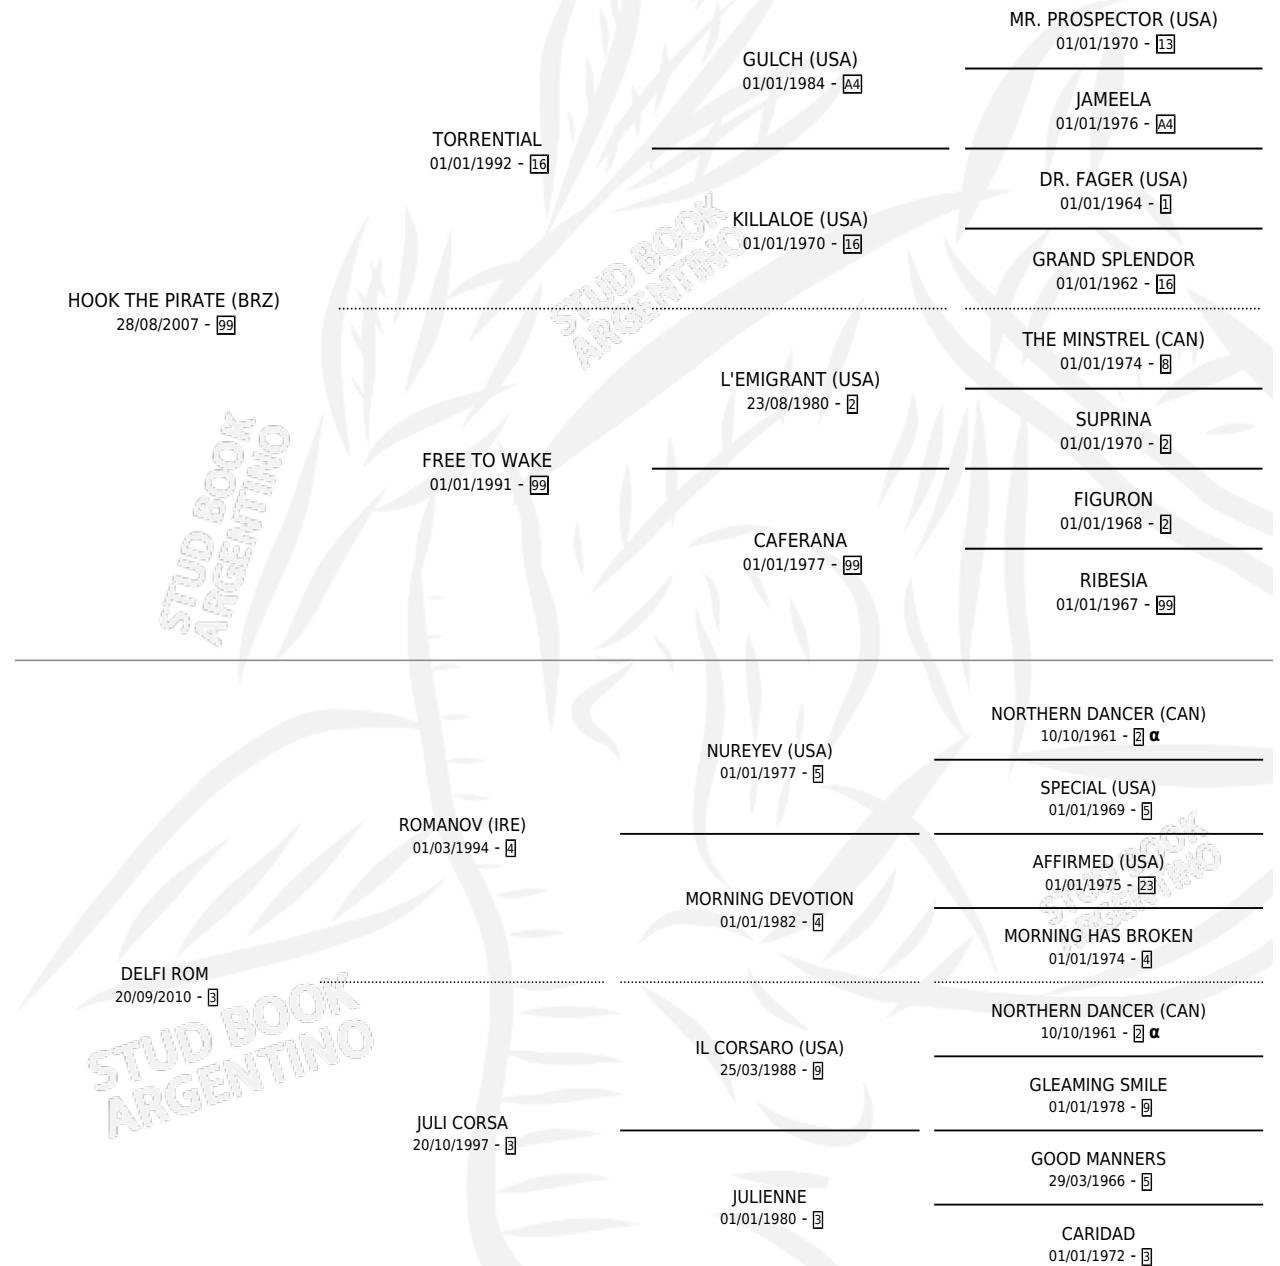 MR. PROSPECTOR (USA)
01/01/1970 - 13
GULCH (USA)
01/01/1984 - A4
JAMEELA
01/01/1976 - A4
TORRENTIAL
01/01/1992 - 16
DR. FAGER (USA)
01/01/1964 - 1
KILLALOE (USA)
01/01/1970 - 16
GRAND SPLENDOR
01/01/1962 - 16
HOOK THE PIRATE (BRZ)
28/08/2007 - 99
THE MINSTREL (CAN)
01/01/1974 - 8
L'EMIGRANT (USA)
23/08/1980 - 2
SUPRINA
01/01/1970 - 2
FREE TO WAKE
01/01/1991 - 99
FIGURON
01/01/1968 - 2
CAFERANA
01/01/1977 - 99
RIBESIA
01/01/1967 - 99
NORTHERN DANCER (CAN)
10/10/1961 - 2 α
NUREYEV (USA)
01/01/1977 - 5
SPECIAL (USA)
01/01/1969 - 5
ROMANOV (IRE)
01/03/1994 - 4
AFFIRMED (USA)
01/01/1975 - 23
MORNING DEVOTION
01/01/1982 - 4
MORNING HAS BROKEN
01/01/1974 - 4
DELFI ROM
20/09/2010 - 3
NORTHERN DANCER (CAN)
10/10/1961 - 2 α
IL CORSARO (USA)
25/03/1988 - 9
GLEAMING SMILE
01/01/1978 - 9
JULI CORSA
20/10/1997 - 3
GOOD MANNERS
29/03/1966 - 5
JULIENNE
01/01/1980 - 3
CARIDAD
01/01/1972 - 3
STUD BOOK
ARGENTINO
STUD BOOK
ARGENTINO
STUD BOOK
ARGENTINO
STUD BOOK
ARGENTINO